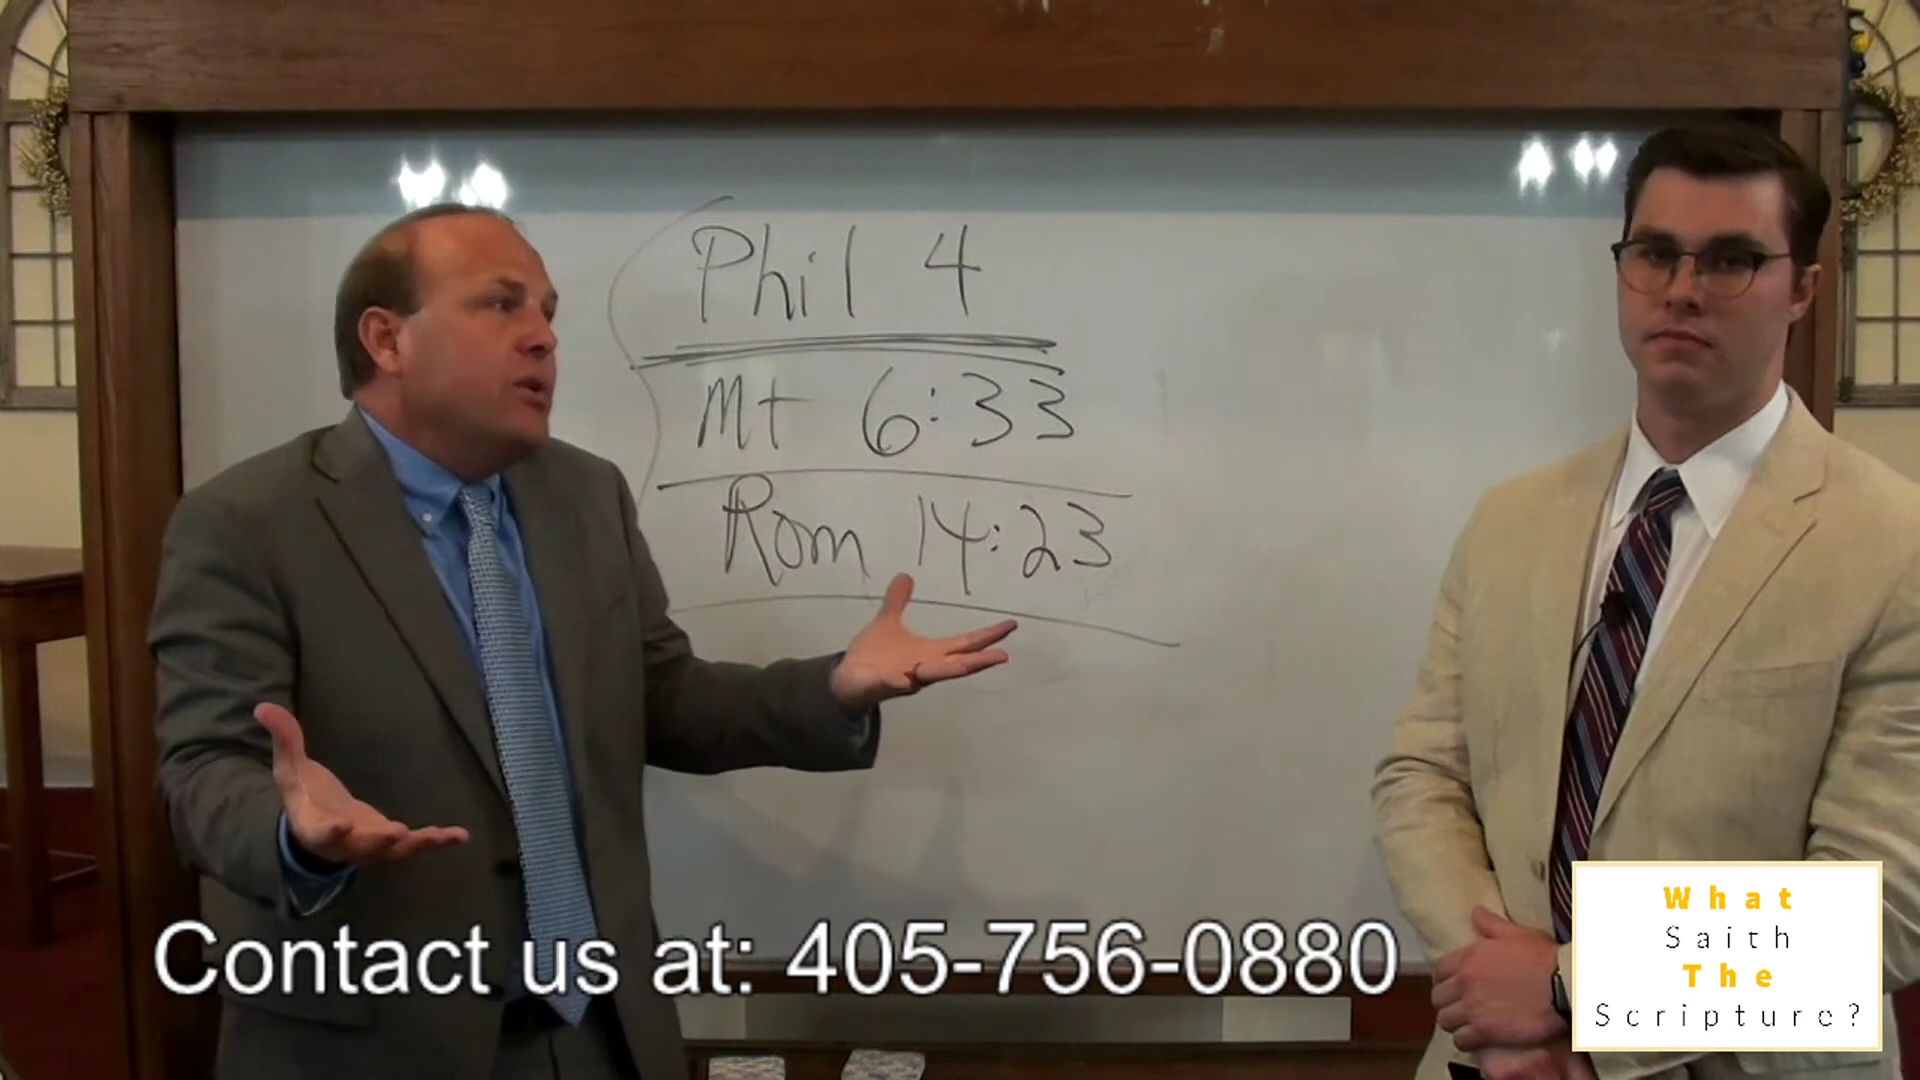 Phil 4
Mt 6:33
Rom 14:23
Contact us at: 405-756-0880
What
Saith
The
Scripture?